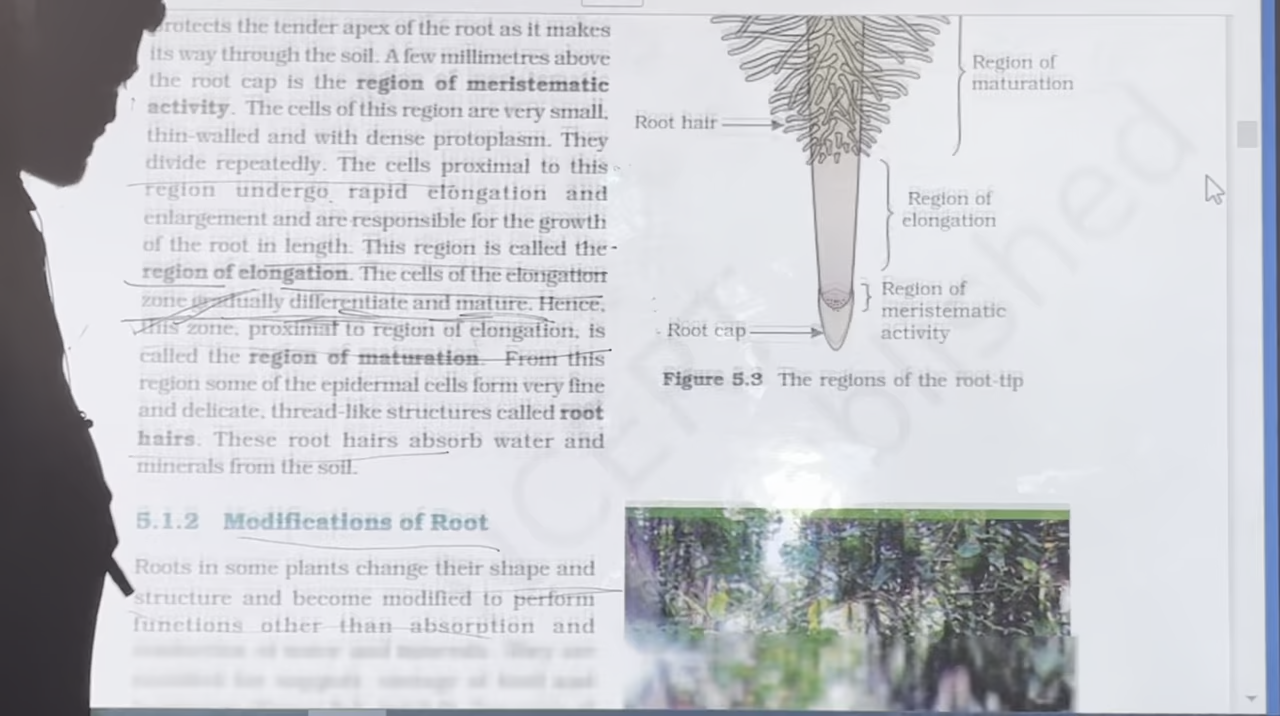 protects the tender apex of the root as it makes
its way through the soil. A few millimetres above
the root cap is the region of meristematic
activity. The cells of this region are very small,
thin-walled and with dense protoplasm. They
divide repeatedly. The cells proximal to this
region undergo rapid elongation and
enlargement and are responsible for the growth
of the root in length. This region is called the
region of elongation. The cells of the elongation
zone gradually differentiate and mature. Hence,
this zone, proximal to region of elongation, is
called the region of maturation. From this
region some of the epidermal cells form very fine
and delicate, thread-like structures called root
hairs. These root hairs absorb water and
minerals from the soil.
5.1.2 Modifications of Root
Roots in some plants change their shape and
structure and become modified to perform
functions other than absorption and
Region of
maturation
Root hair
Region of
elongation
Region of
meristematic
activity
Root cap
Figure 5.3 The regions of the root-tip